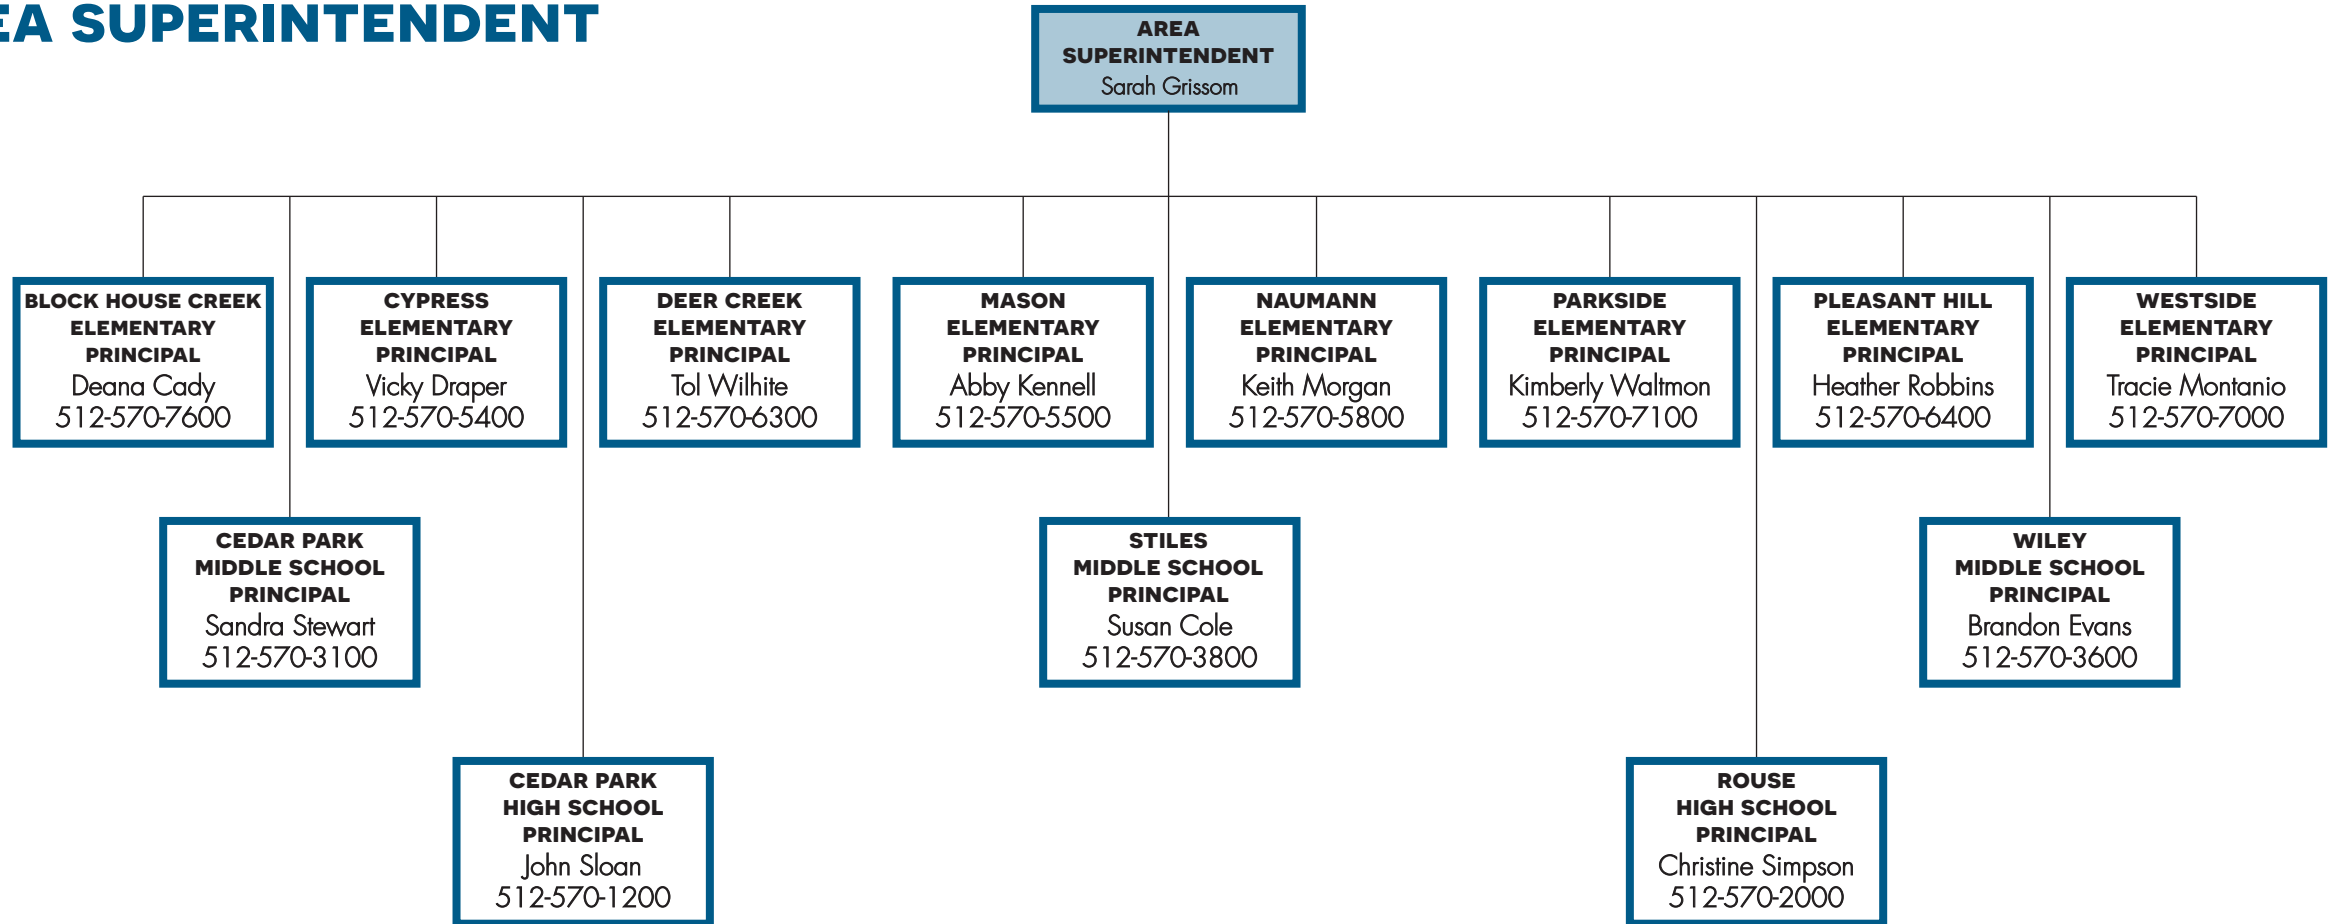 SUPERINTENDENT
AREA
SUPERINTENDENT
Sarah Grissom
BLOCK HOUSE CREEK
ELEMENTARY
PRINCIPAL
Deana Cady
512-570-7600
CYPRESS
ELEMENTARY
PRINCIPAL
Vicky Draper
512-570-5400
DEER CREEK
ELEMENTARY
PRINCIPAL
Tol Wilhite
512-570-6300
MASON
ELEMENTARY
PRINCIPAL
Abby Kennell
512-570-5500
NAUMANN
ELEMENTARY
PRINCIPAL
Keith Morgan
512-570-5800
PARKSIDE
ELEMENTARY
PRINCIPAL
Kimberly Waltmon
512-570-7100
PLEASANT HILL
ELEMENTARY
PRINCIPAL
Heather Robbins
512-570-6400
WESTSIDE
ELEMENTARY
PRINCIPAL
Tracie Montanio
512-570-7000
CEDAR PARK
MIDDLE SCHOOL
PRINCIPAL
Sandra Stewart
512-570-3100
STILES
MIDDLE SCHOOL
PRINCIPAL
Susan Cole
512-570-3800
WILEY
MIDDLE SCHOOL
PRINCIPAL
Brandon Evans
512-570-3600
CEDAR PARK
HIGH SCHOOL
PRINCIPAL
John Sloan
512-570-1200
ROUSE
HIGH SCHOOL
PRINCIPAL
Christine Simpson
512-570-2000